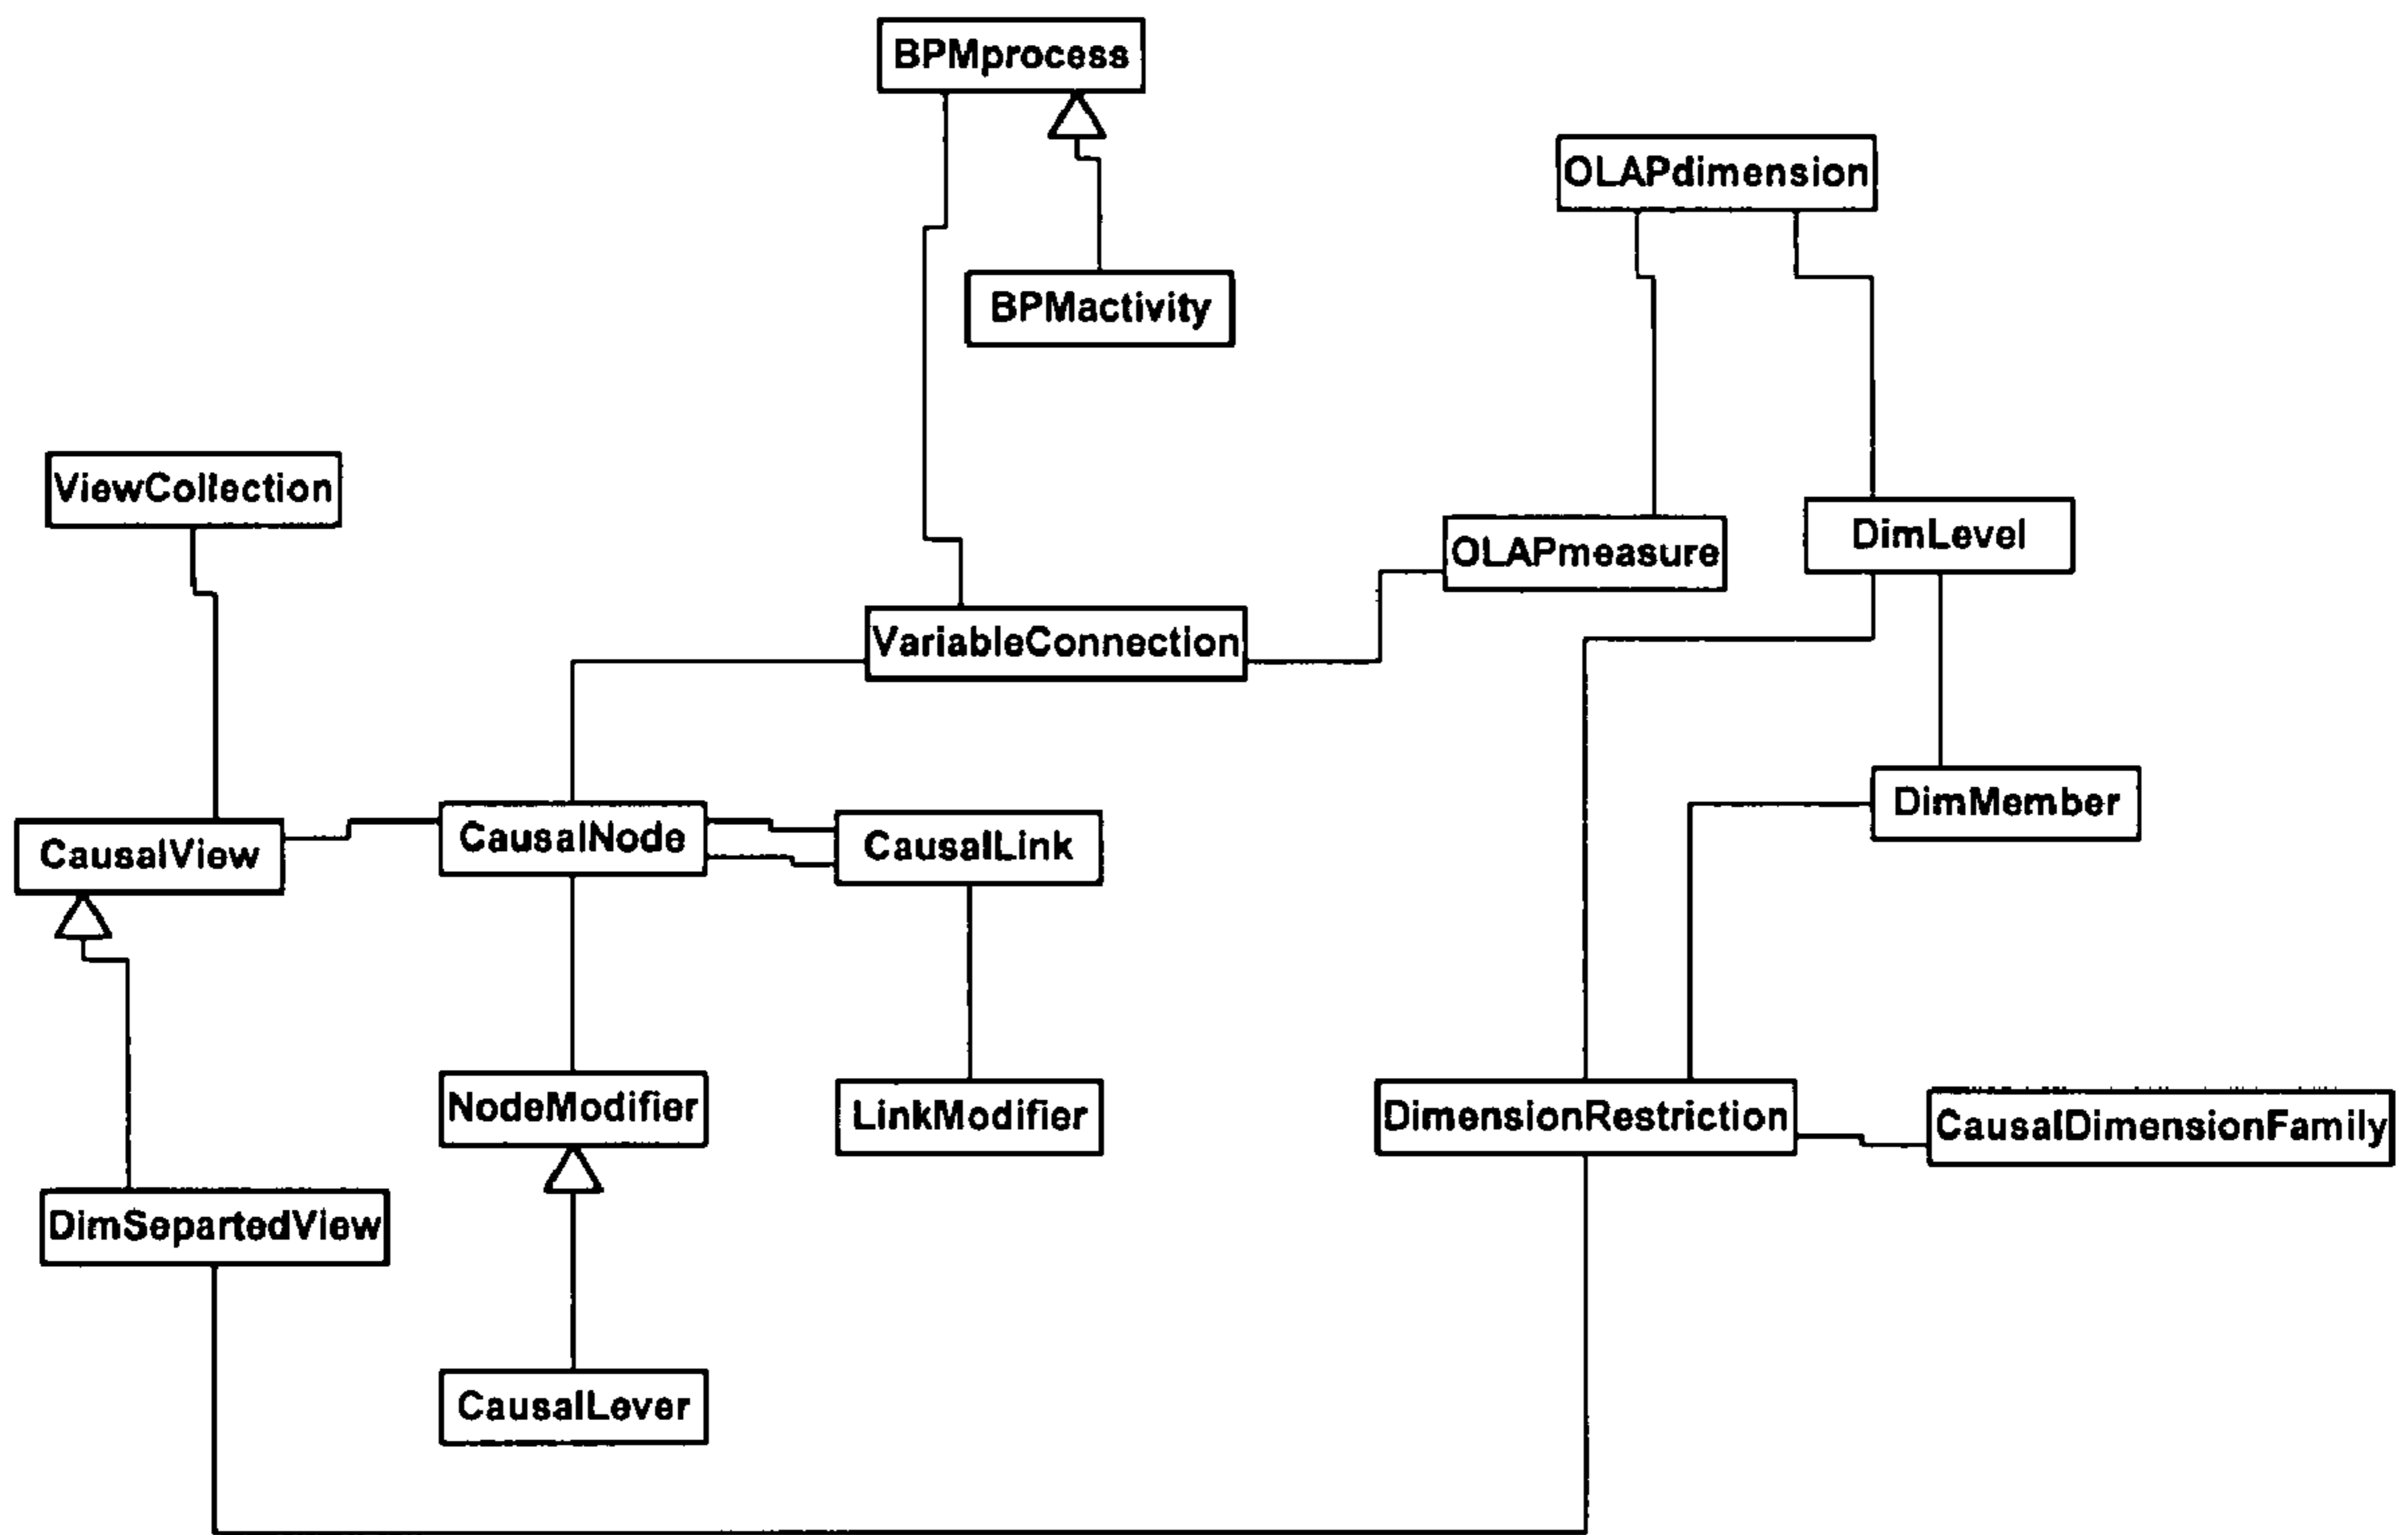 BPMprocess
OLAPdimension
BPMactivity
ViewCollection
DimLevel
OLAPmeasure
VariableConnection
DimMember
CausalNode
CausalLink
CausalView
NodeModifier
LinkModifier
DimensionRestriction
CausalDimensionFamily
DimSepartedView
CausalLever